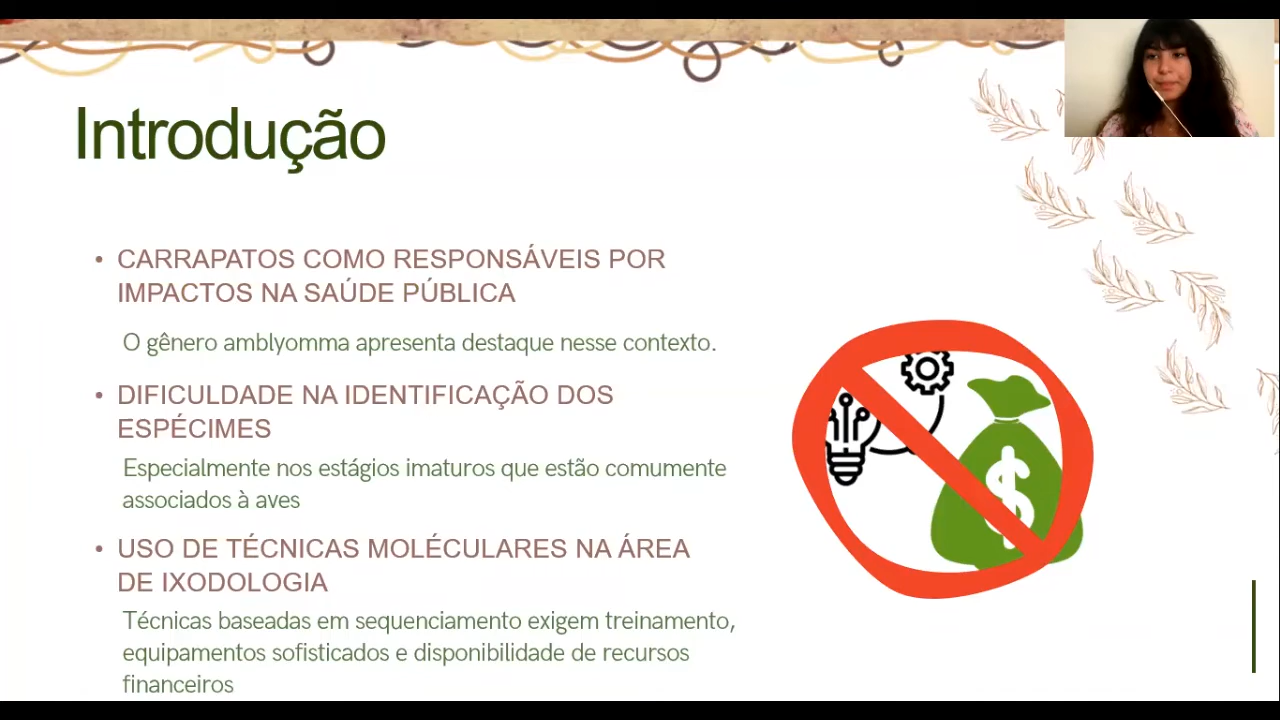 Introdução
• CARRAPATOS COMO RESPONSÁVEIS POR
IMPACTOS NA SAÚDE PÚBLICA
O gênero amblyomma apresenta destaque nesse contexto.
• DIFICULDADE NA IDENTIFICAÇÃO DOS
ESPÉCIMES
Especialmente nos estágios imaturos que estão comumente
associados à aves
• USO DE TÉCNICAS MOLÉCULARES NA ÁREA
DE IXODOLOGIA
Técnicas baseadas em sequenciamento exigem treinamento,
equipamentos sofisticados e disponibilidade de recursos
financeiros
$